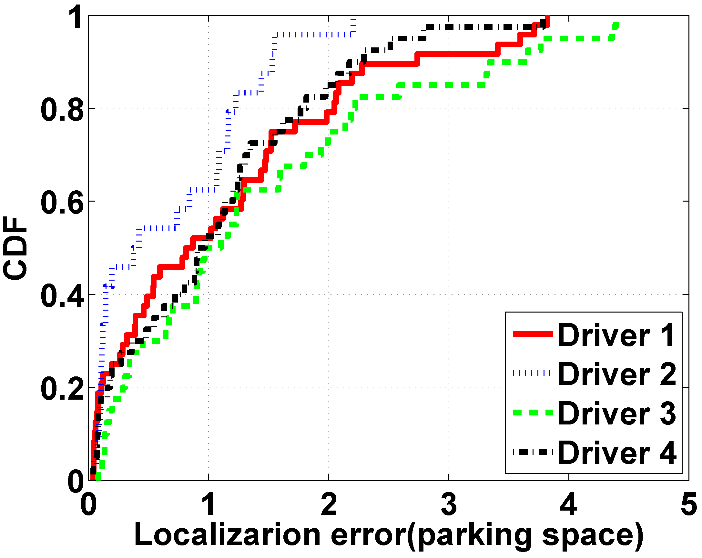 1
0.8
0.6
0.4
0.2
0
CDF
0 1 2 3 4 5
Localizarion error(parking space)
Driver 1
Driver 2
Driver 3
Driver 4